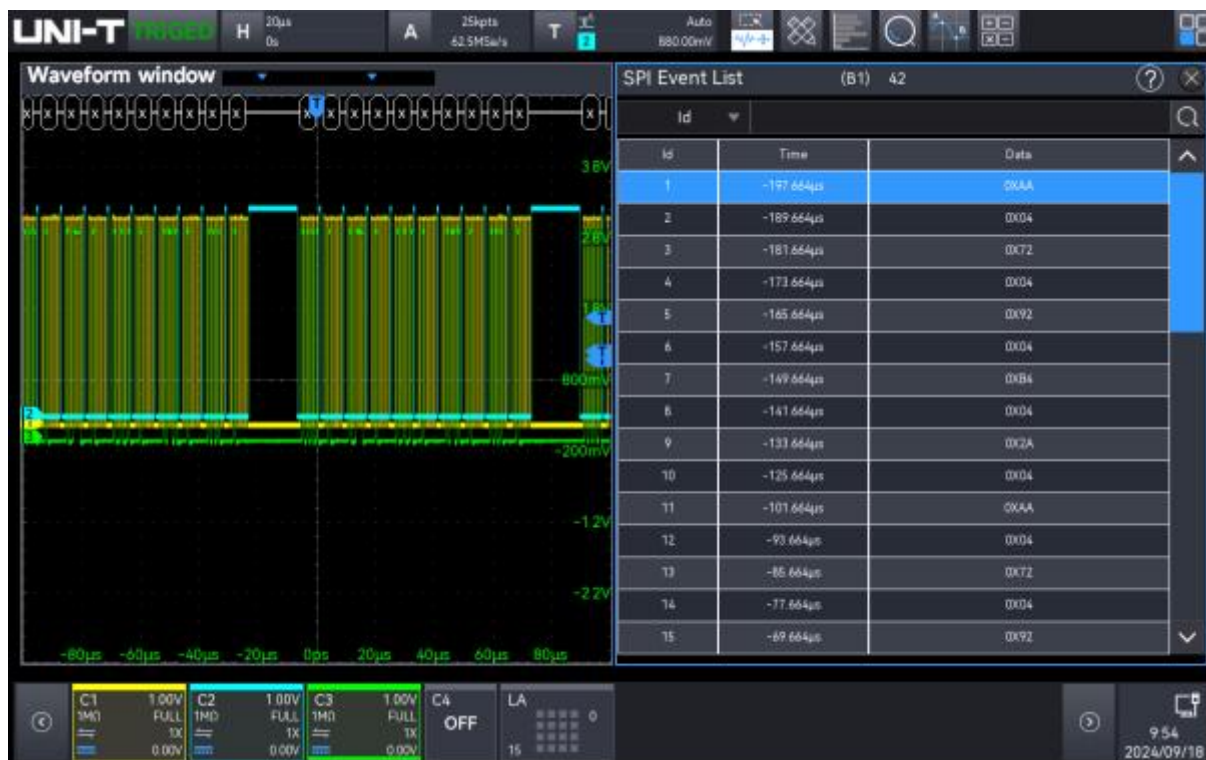 UNI-T TRIGED H 20µs 0s A 25kpts 62.5MSa/s T 2 Auto 880.00mV
Waveform window
SPI Event List (B1) 42 ?
Id
Id Time Data
1 -197.664µs 0XAA
2 -189.664µs 0X04
3 -181.664µs 0X72
4 -173.664µs 0X04
5 -165.664µs 0X92
6 -157.664µs 0X04
7 -149.664µs 0XB4
8 -141.664µs 0X04
9 -133.664µs 0X2A
10 -125.664µs 0X04
11 -101.664µs 0XAA
12 -93.664µs 0X04
13 -85.664µs 0X72
14 -77.664µs 0X04
15 -69.664µs 0X92
3.8V
2.8V
1.8V
800mV
-200mV
-1.2V
-2.2V
-80µs -60µs -40µs -20µs 0ps 20µs 40µs 60µs 80µs
C1 1.00V
1MΩ FULL
1X
0.00V
C2 1.00V
1MΩ FULL
1X
0.00V
C3 1.00V
1MΩ FULL
1X
0.00V
C4
OFF
LA
0
15
9:54
2024/09/18